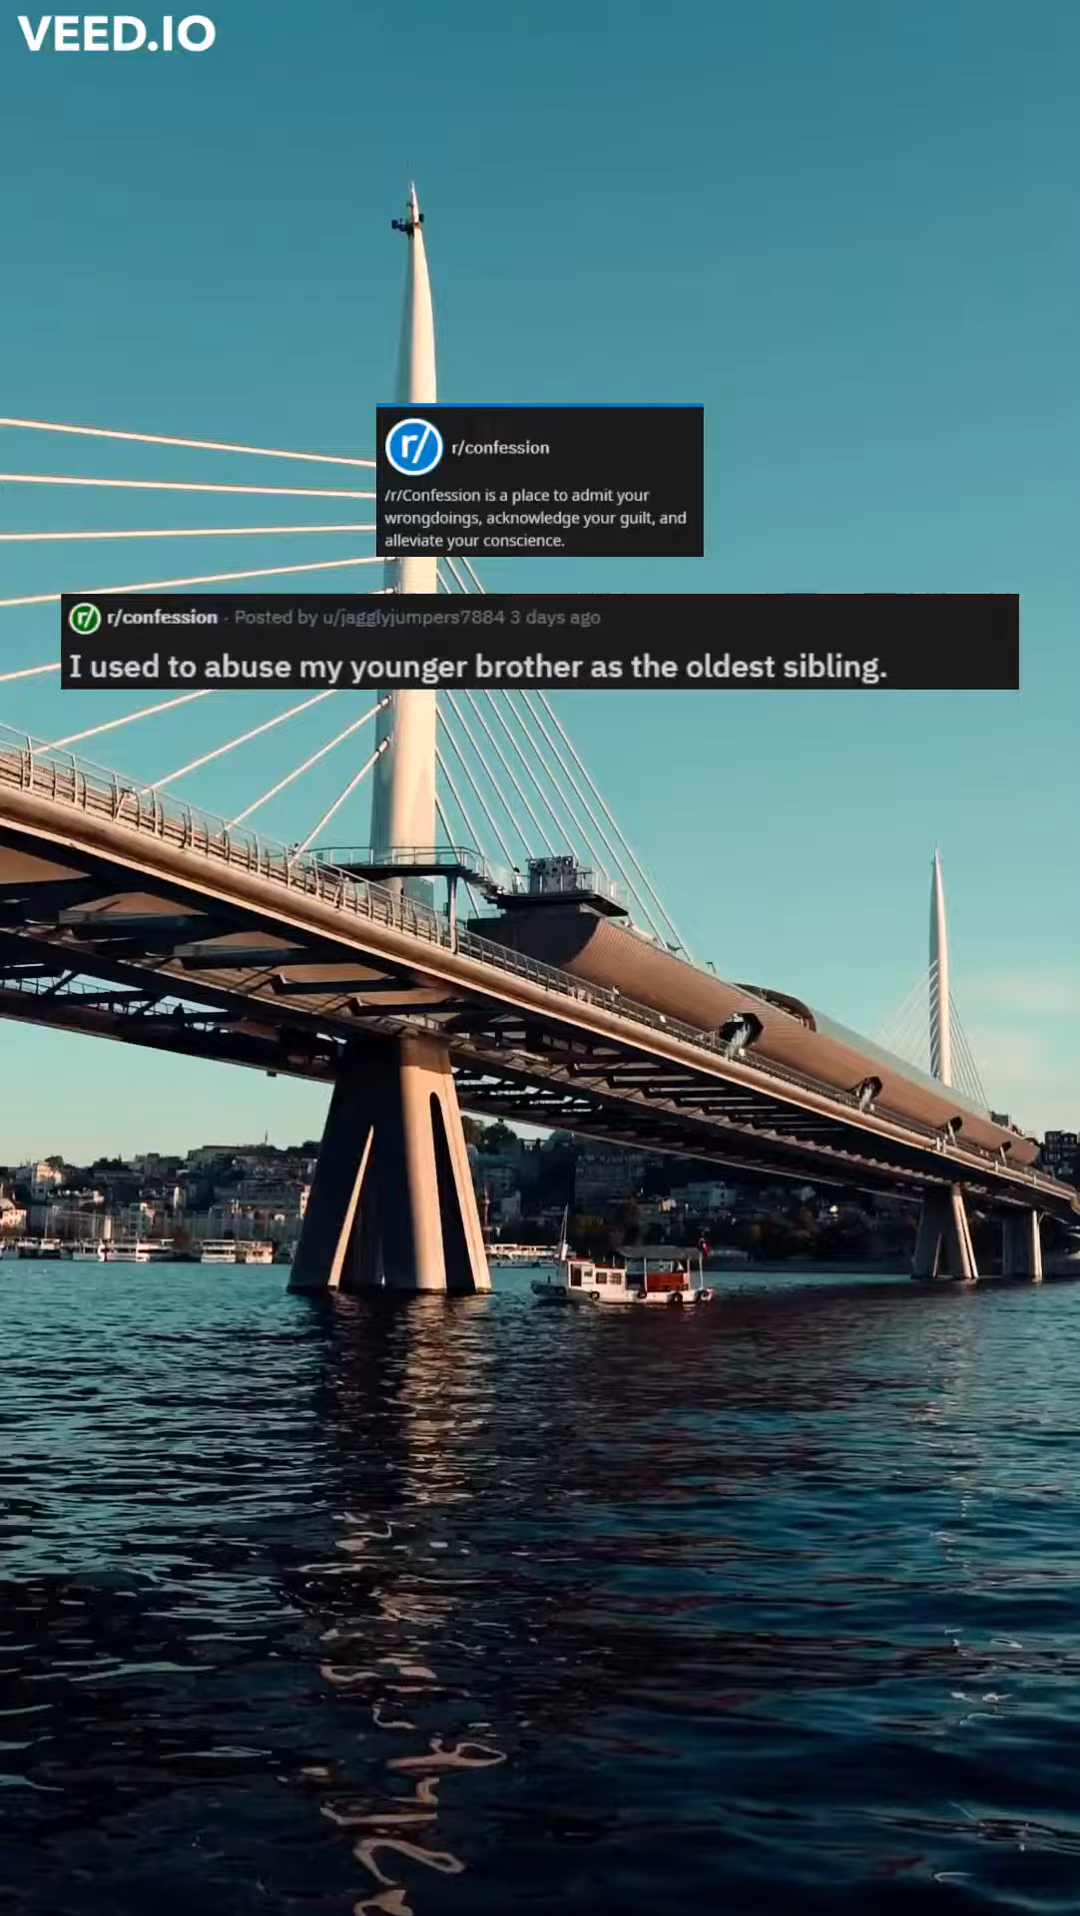 VEED.IO
r/ r/confession
/r/Confession is a place to admit your
wrongdoings, acknowledge your guilt, and
alleviate your conscience.
r/ r/confession · Posted by u/jagglyjumpers7884 3 days ago
I used to abuse my younger brother as the oldest sibling.